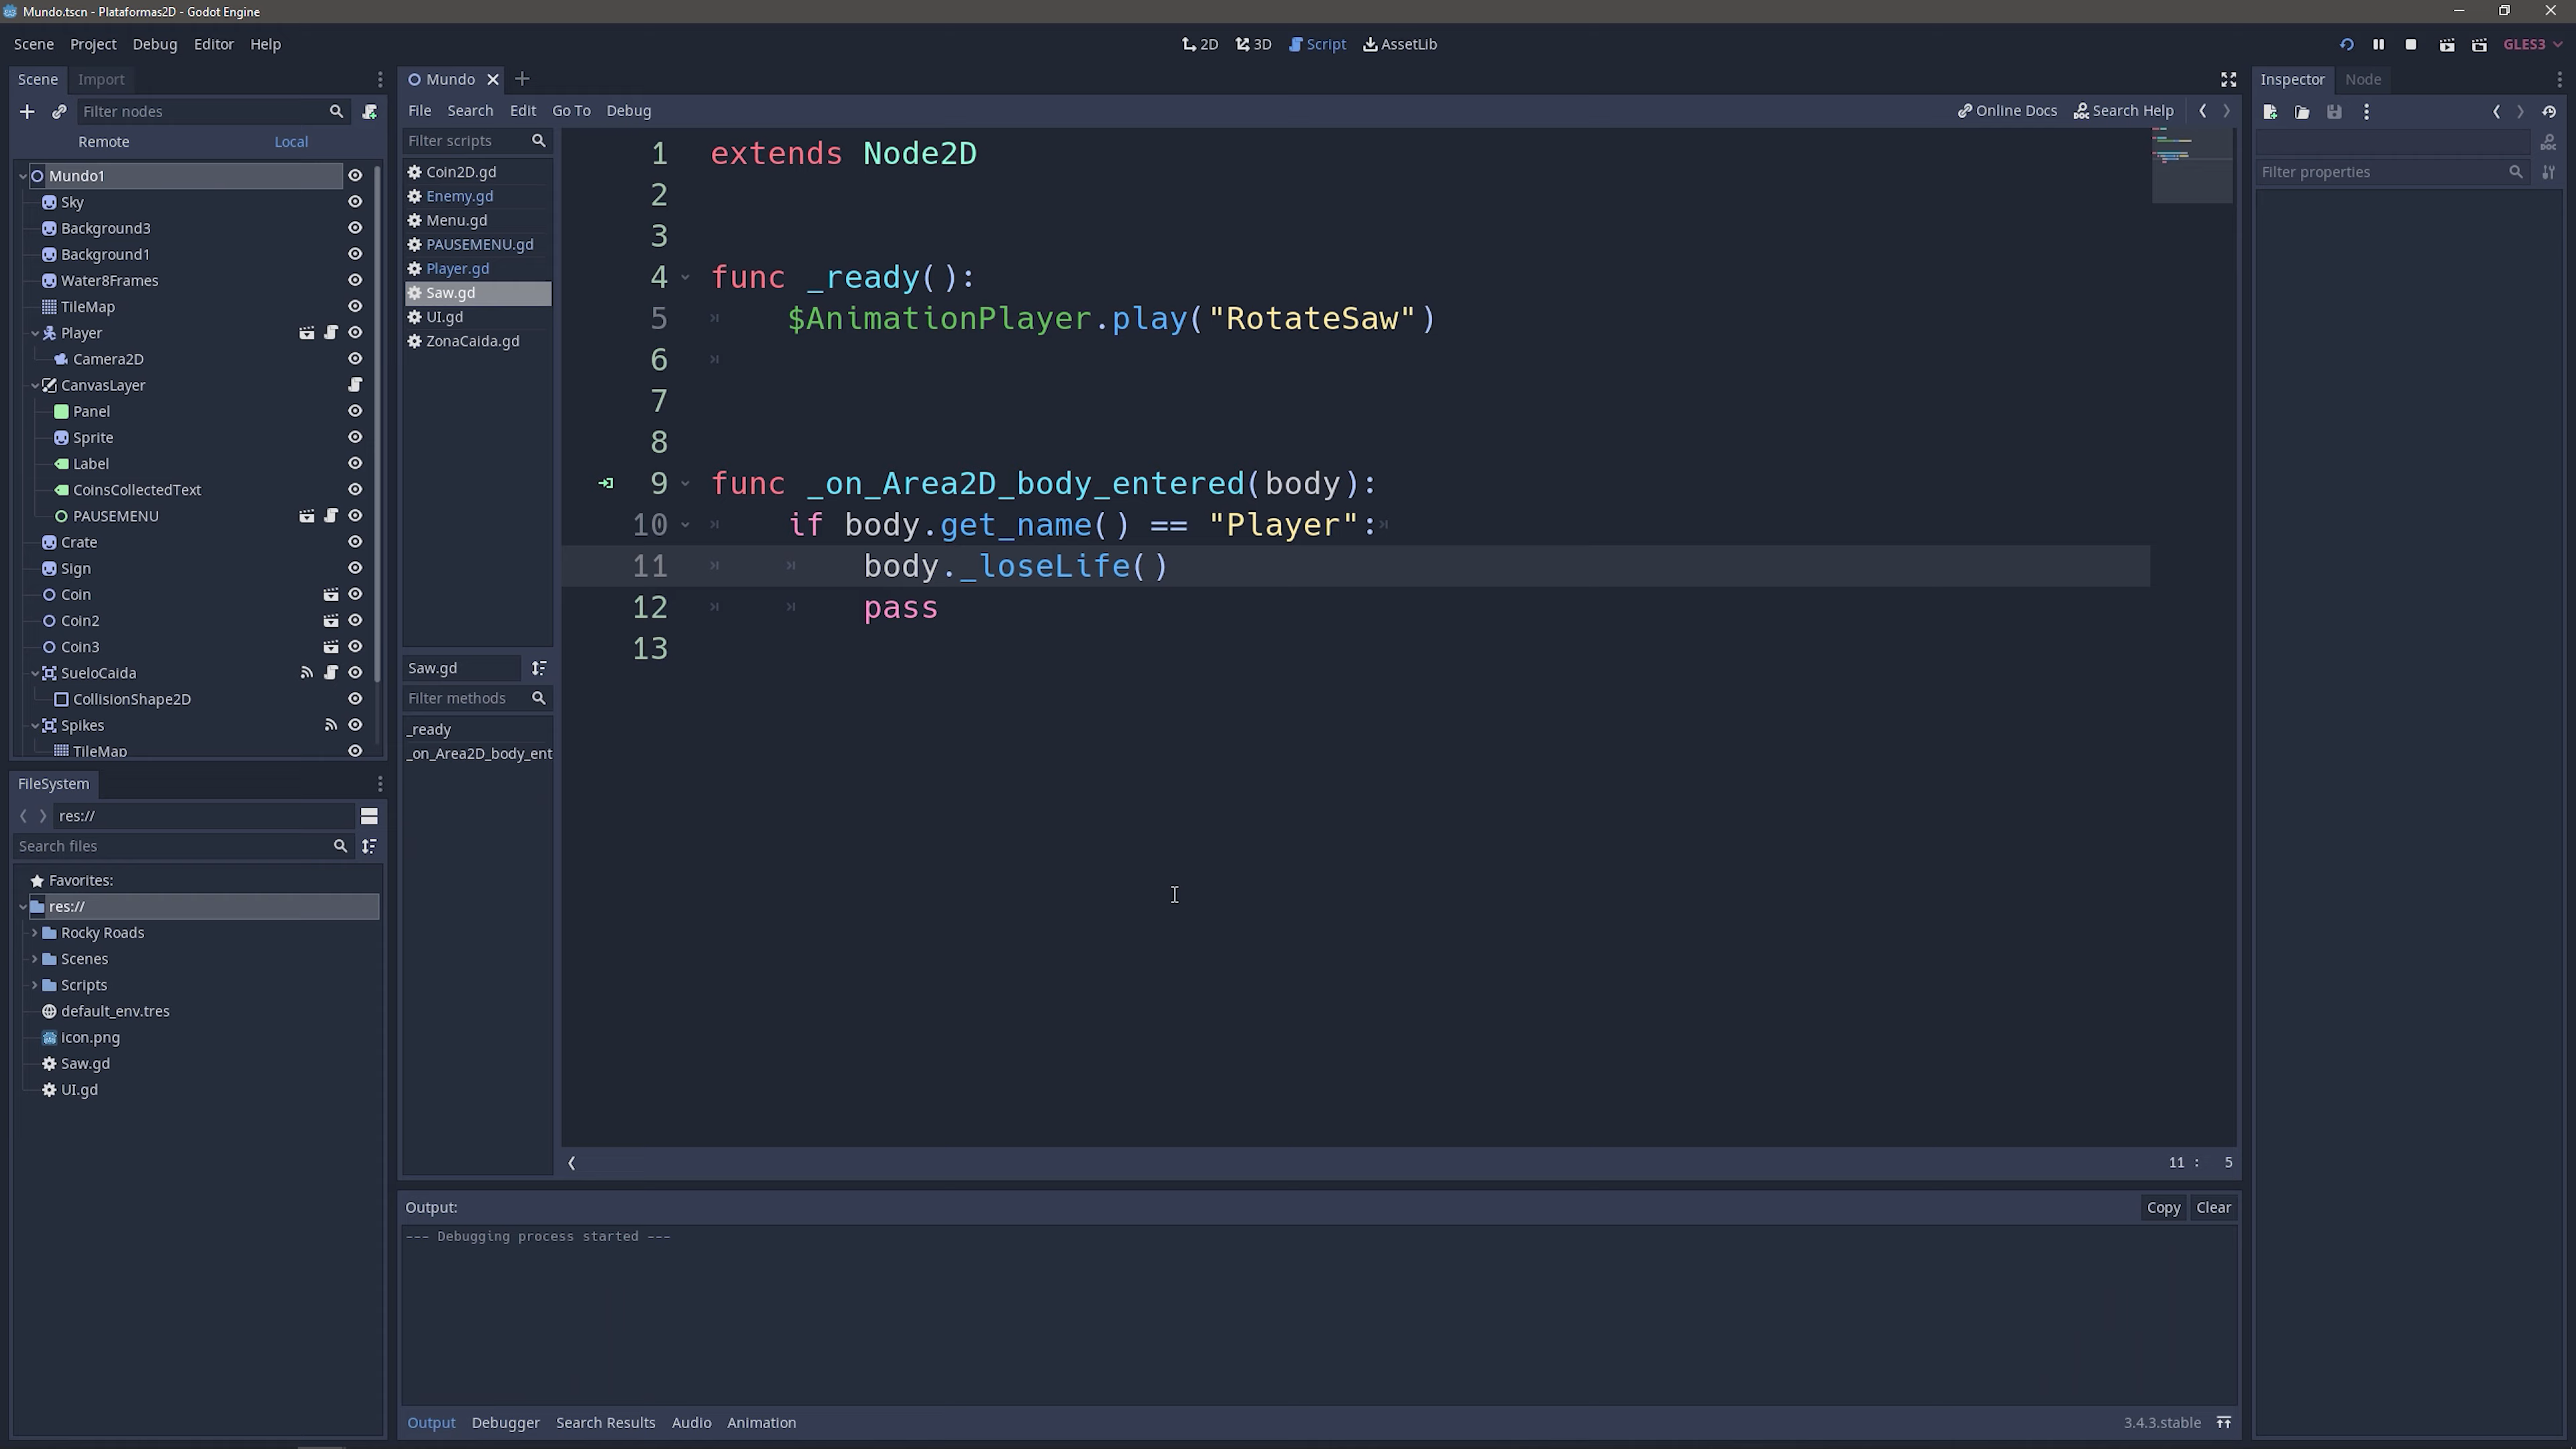 Mundo.tscn - Plataformas2D - Godot Engine
Scene Project Debug Editor Help
2D 3D Script AssetLib
GLES3
Scene Import
Filter nodes
Remote Local
Mundo1
Sky
Background3
Background1
Water8Frames
TileMap
Player
Camera2D
CanvasLayer
Panel
Sprite
Label
CoinsCollectedText
PAUSEMENU
Crate
Sign
Coin
Coin2
Coin3
SueloCaida
CollisionShape2D
Spikes
TileMap
FileSystem
res://
Search files
Favorites:
res://
Rocky Roads
Scenes
Scripts
default_env.tres
icon.png
Saw.gd
UI.gd
Mundo
File Search Edit Go To Debug
Online Docs Search Help
Filter scripts
Coin2D.gd
Enemy.gd
Menu.gd
PAUSEMENU.gd
Player.gd
Saw.gd
UI.gd
ZonaCaida.gd
Saw.gd
Filter methods
_ready
_on_Area2D_body_ent
1 extends Node2D
2
3
4 func _ready():
5 $AnimationPlayer.play("RotateSaw")
6
7
8
9 func _on_Area2D_body_entered(body):
10 if body.get_name() == "Player":
11 body._loseLife()
12 pass
13
11 : 5
Output:
Copy Clear
--- Debugging process started ---
Output Debugger Search Results Audio Animation
3.4.3.stable
Inspector Node
Filter properties